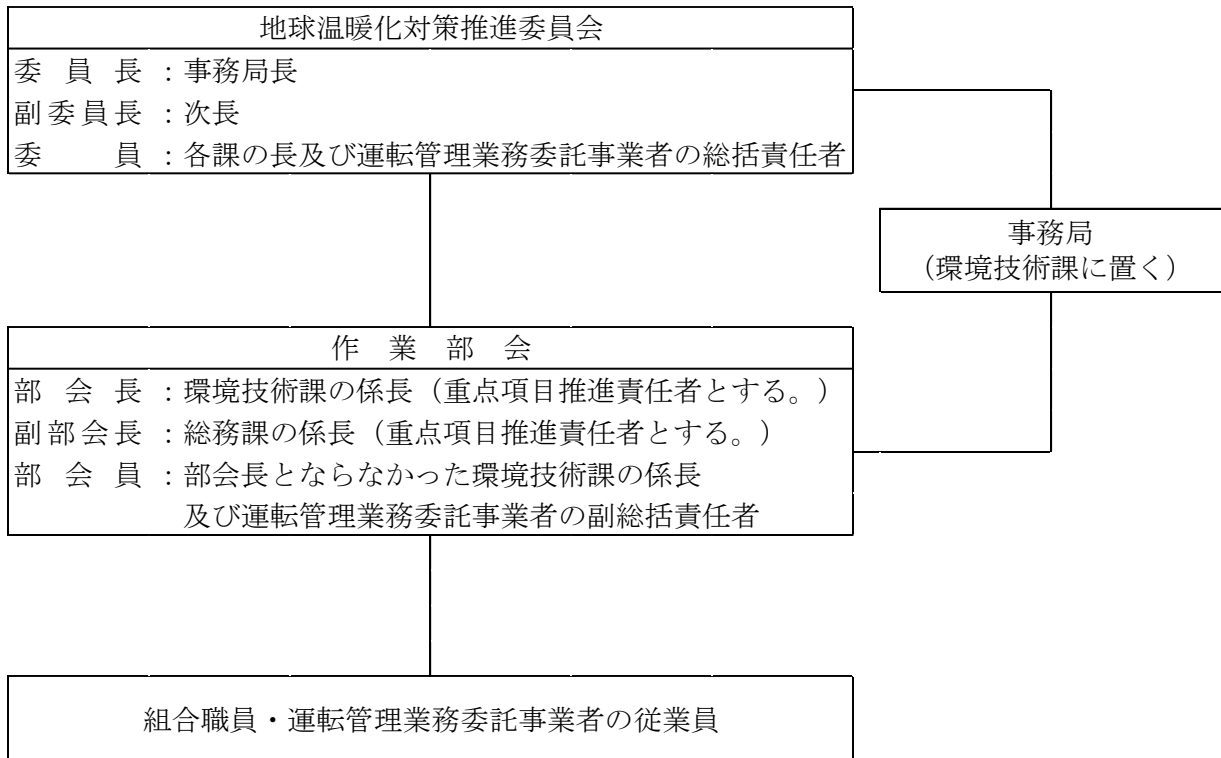 地球温暖化対策推進委員会
委員長：事務局長
副委員長：次長
委員：各課の長及び運転管理業務委託事業者の総括責任者
事務局
（環境技術課に置く）
作業部会
部会長：環境技術課の係長（重点項目推進責任者とする。）
副部会長：総務課の係長（重点項目推進責任者とする。）
部会員：部会長とならなかった環境技術課の係長
及び運転管理業務委託事業者の副総括責任者
組合職員・運転管理業務委託事業者の従業員